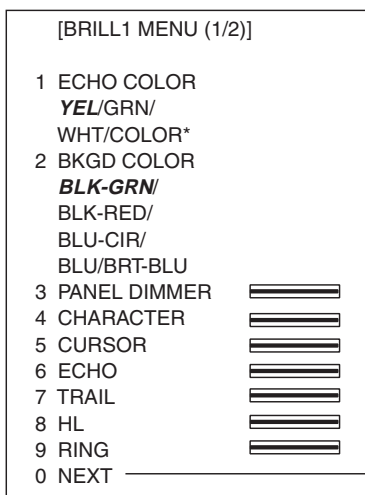 [BRILL1 MENU (1/2)]
1 ECHO COLOR
YEL/GRN/
WHT/COLOR*
2 BKGD COLOR
BLK-GRN/
BLK-RED/
BLU-CIR/
BLU/BRT-BLU
3 PANEL DIMMER
4 CHARACTER
5 CURSOR
6 ECHO
7 TRAIL
8 HL
9 RING
0 NEXT